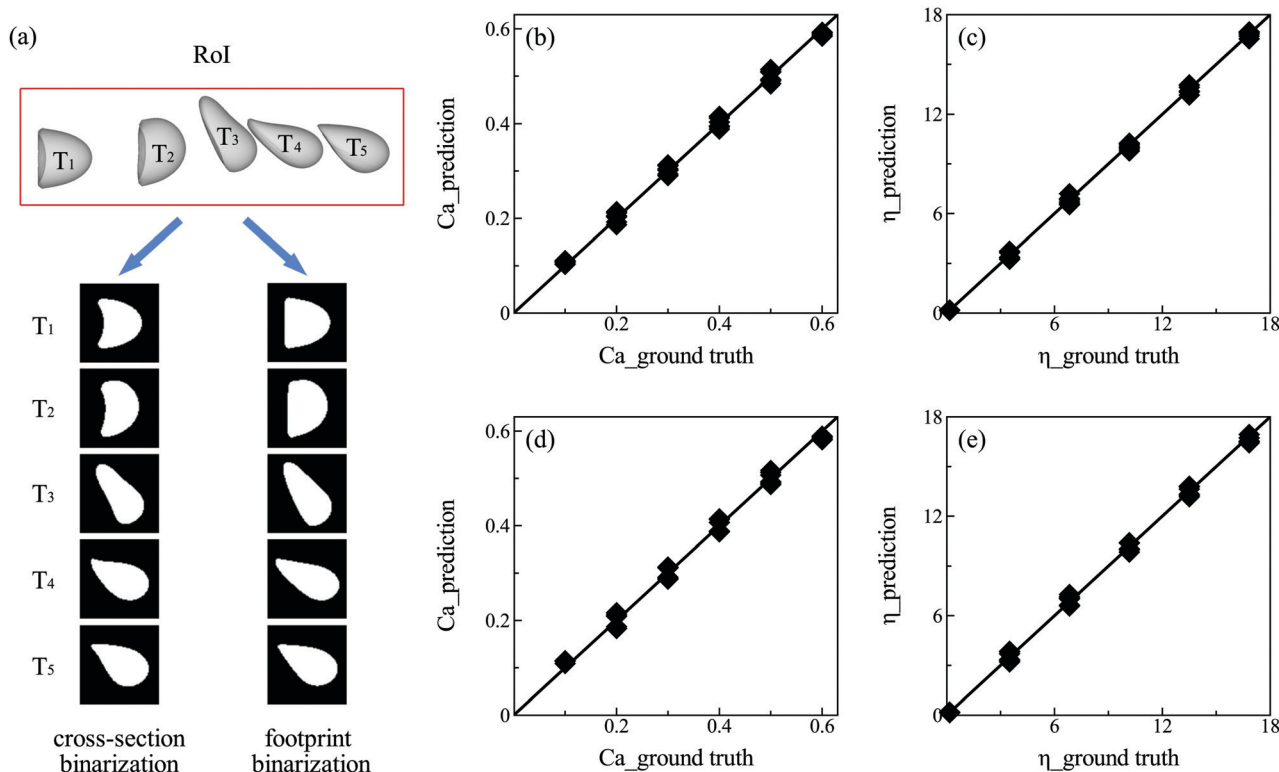 (a)
RoI
T1
T2
T3
T4
T5
T1
T2
T3
T4
T5
cross-section
binarization
footprint
binarization
(b)
Ca_prediction
0.6
0.4
0.2
0
0.2
0.4
0.6
Ca_ground truth
(c)
η_prediction
18
12
6
0
6
12
18
η_ground truth
(d)
Ca_prediction
0.6
0.4
0.2
0
0.2
0.4
0.6
Ca_ground truth
(e)
η_prediction
18
12
6
0
6
12
18
η_ground truth